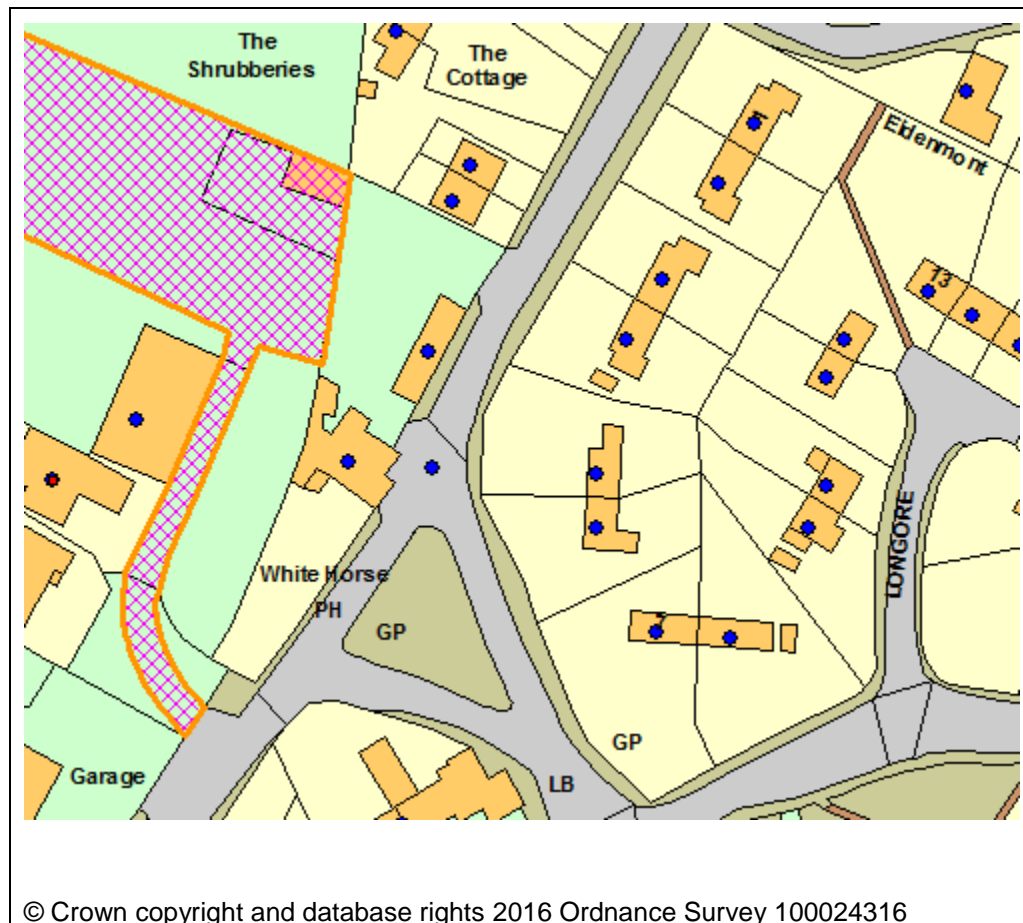 The
Shrubberies
The
Cottage
Eldenmont
13
LONGORE
White Horse
PH
GP
7
GP
Garage
LB
© Crown copyright and database rights 2016 Ordnance Survey 100024316